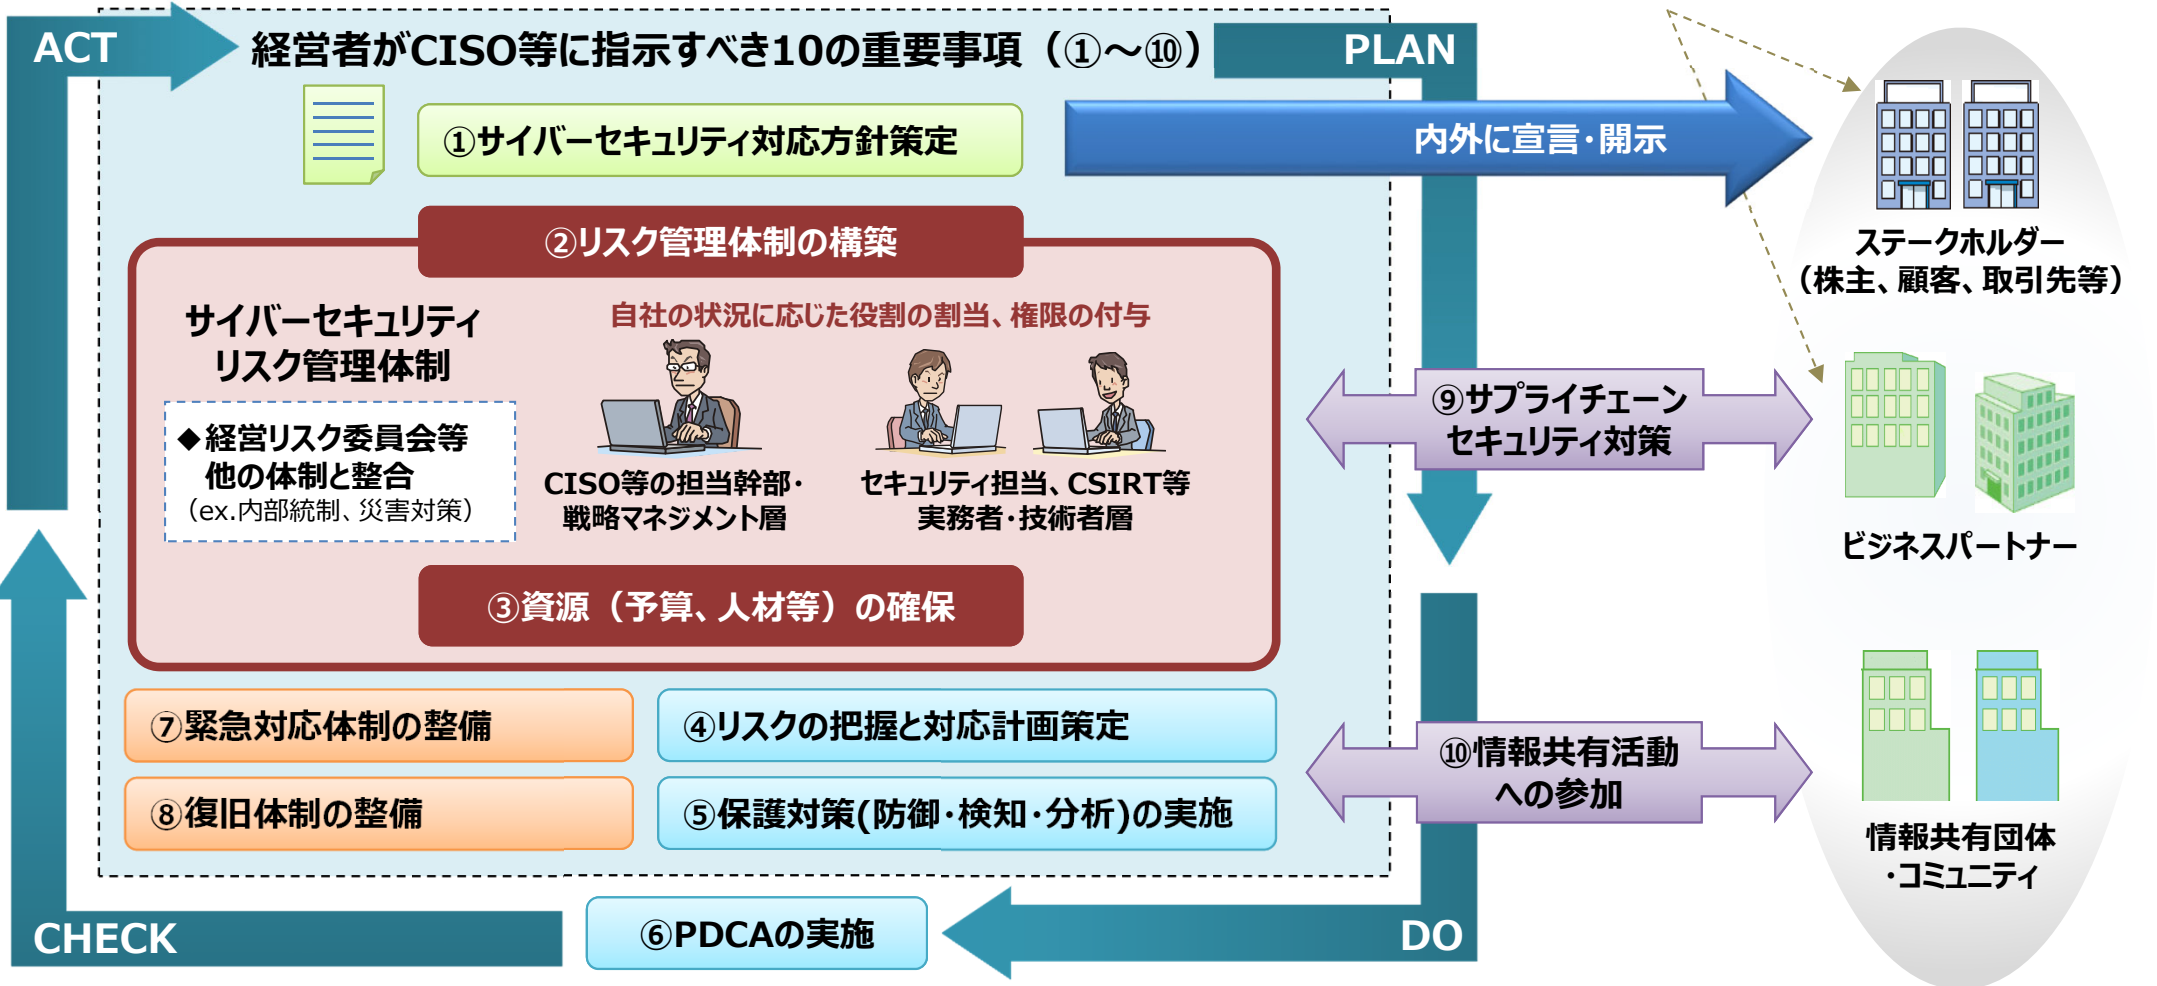 ACT
経営者がCISO等に指示すべき10の重要事項（①～⑩）
PLAN
①サイバーセキュリティ対応方針策定
内外に宣言・開示
ステークホルダー
（株主、顧客、取引先等）
②リスク管理体制の構築
サイバーセキュリティ
リスク管理体制
自社の状況に応じた役割の割当、権限の付与
◆経営リスク委員会等
他の体制と整合
（ex.内部統制、災害対策）
CISO等の担当幹部・
戦略マネジメント層
セキュリティ担当、CSIRT等
実務者・技術者層
⑨サプライチェーン
セキュリティ対策
ビジネスパートナー
③資源（予算、人材等）の確保
⑦緊急対応体制の整備
④リスクの把握と対応計画策定
⑧復旧体制の整備
⑤保護対策(防御・検知・分析)の実施
⑩情報共有活動
への参加
情報共有団体
・コミュニティ
CHECK
⑥PDCAの実施
DO